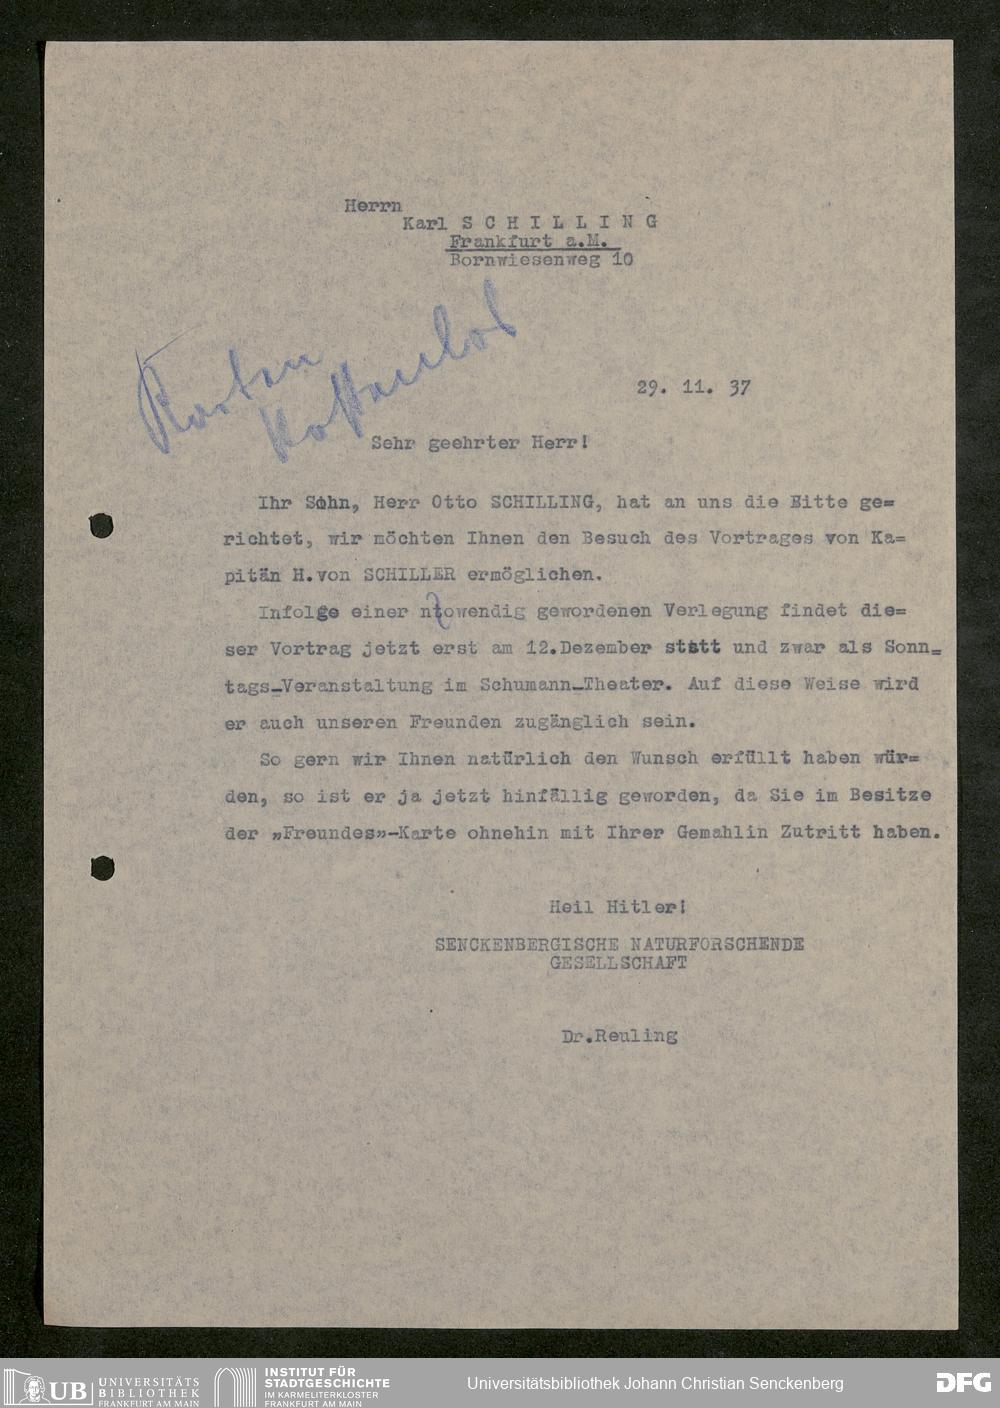 Herrn
Karl S C H I L L I N G
Frankfurt a.M.
Bornwiesenweg 10
Karten
kostenlos
29. 11. 37
Sehr geehrter Herr!
Ihr Sohn, Herr Otto SCHILLING, hat an uns die Bitte ge=
richtet, wir möchten Ihnen den Besuch des Vortrages von Ka=
pitän H.von SCHILLER ermöglichen.
Infolge einer ntowendig gewordenen Verlegung findet die=
ser Vortrag jetzt erst am 12.Dezember statt und zwar als Sonn=
tags-Veranstaltung im Schumann-Theater. Auf diese Weise wird
er auch unseren Freunden zugänglich sein.
So gern wir Ihnen natürlich den Wunsch erfüllt haben wür=
den, so ist er ja jetzt hinfällig geworden, da Sie im Besitze
der „Freundes"-Karte ohnehin mit Ihrer Gemahlin Zutritt haben.
Heil Hitler!
SENCKENBERGISCHE NATURFORSCHENDE
GESELLSCHAFT
Dr.Reuling
UB UNIVERSITÄTS
BIBLIOTHEK
FRANKFURT AM MAIN
INSTITUT FÜR
STADTGESCHICHTE
IM KARMELITERKLOSTER
FRANKFURT AM MAIN
Universitätsbibliothek Johann Christian Senckenberg
DFG